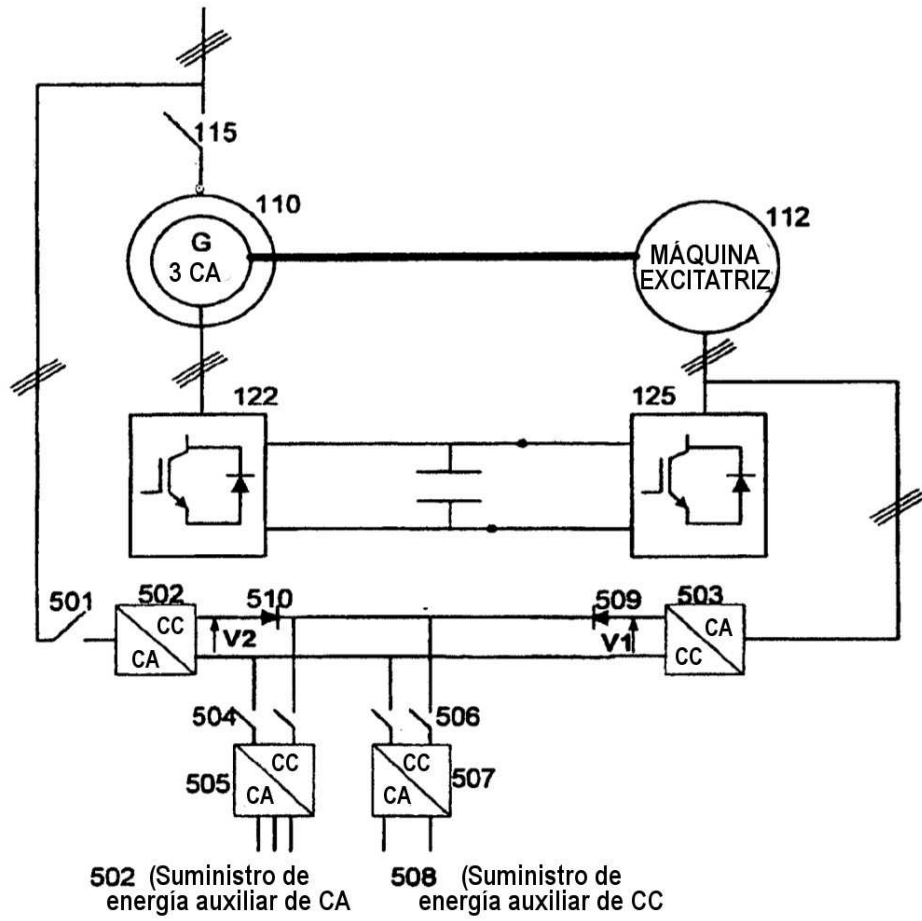 115
110
G
3 CA
112
MÁQUINA
EXCITATRIZ
122
125
501
502
CC
CA
510
V2
509
V1
503
CA
CC
504
506
505
CC
CA
CC
CA
507
502 (Suministro de
energía auxiliar de CA
508 (Suministro de
energía auxiliar de CC